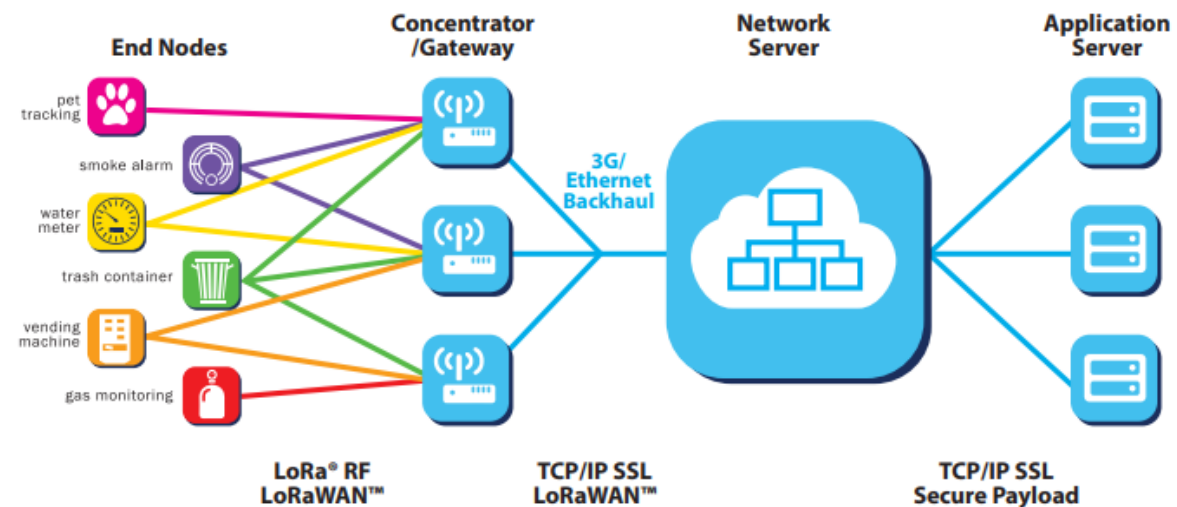 End Nodes
Concentrator
/Gateway
Network
Server
Application
Server
pet
tracking
smoke alarm
water
meter
trash container
vending
machine
gas monitoring
3G/
Ethernet
Backhaul
LoRa® RF
LoRaWAN™
TCP/IP SSL
LoRaWAN™
TCP/IP SSL
Secure Payload